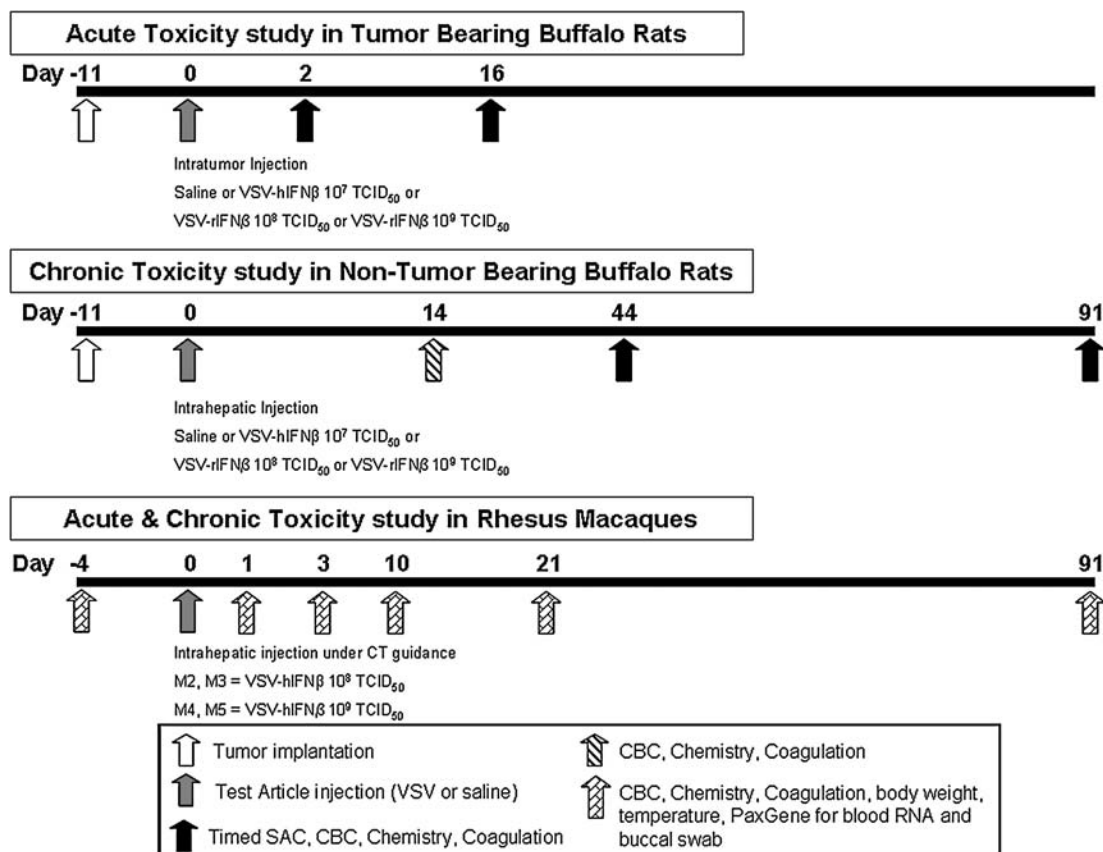 Acute Toxicity study in Tumor Bearing Buffalo Rats
Day -11 0 2 16
Intratumor Injection
Saline or VSV-hIFNβ 10⁷ TCID₅₀ or
VSV-rIFNβ 10⁸ TCID₅₀ or VSV-rIFNβ 10⁹ TCID₅₀
Chronic Toxicity study in Non-Tumor Bearing Buffalo Rats
Day -11 0 14 44 91
Intrahepatic Injection
Saline or VSV-hIFNβ 10⁷ TCID₅₀ or
VSV-rIFNβ 10⁸ TCID₅₀ or VSV-rIFNβ 10⁹ TCID₅₀
Acute & Chronic Toxicity study in Rhesus Macaques
Day -4 0 1 3 10 21 91
Intrahepatic injection under CT guidance
M2, M3 = VSV-hIFNβ 10⁸ TCID₅₀
M4, M5 = VSV-hIFNβ 10⁹ TCID₅₀
Tumor implantation
Test Article injection (VSV or saline)
Timed SAC, CBC, Chemistry, Coagulation
CBC, Chemistry, Coagulation
CBC, Chemistry, Coagulation, body weight,
temperature, PaxGene for blood RNA and
buccal swab